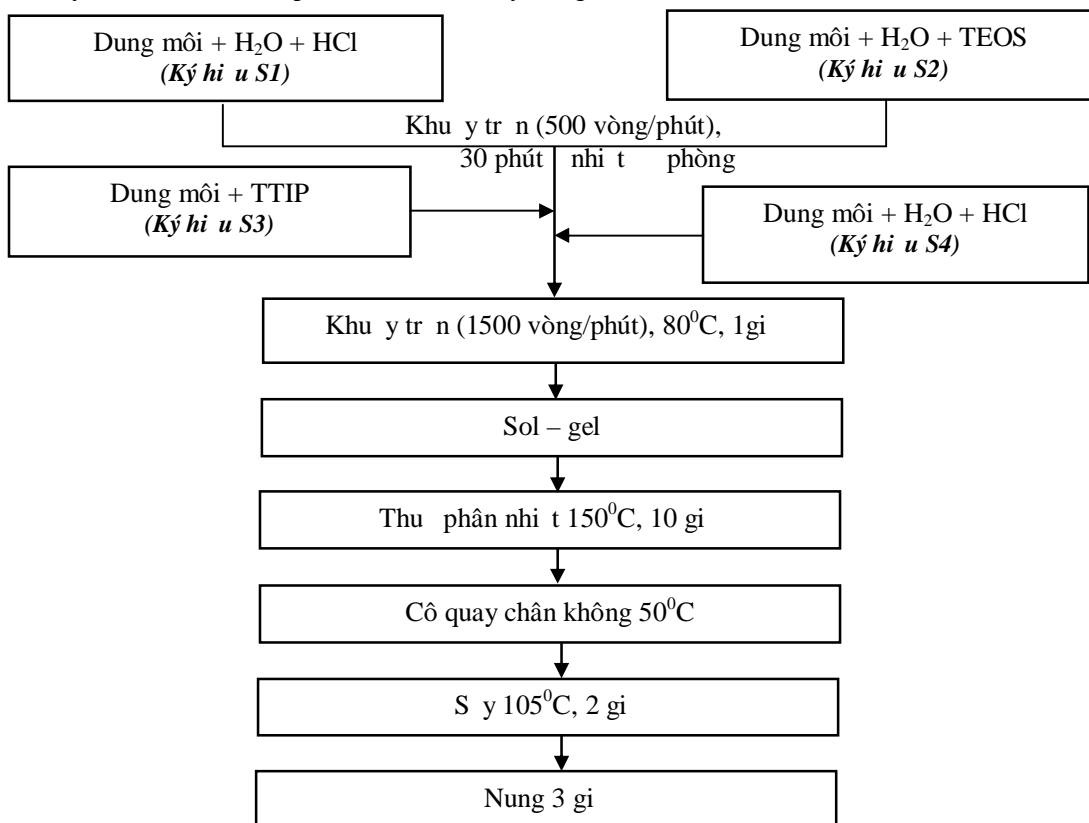 Dung môi + H₂O + HCl
(Ký hi u S1)
Dung môi + H₂O + TEOS
(Ký hi u S2)
Khu y tr n (500 vòng/phút),
30 phút nhi t phòng
Dung môi + TTIP
(Ký hi u S3)
Dung môi + H₂O + HCl
(Ký hi u S4)
Khu y tr n (1500 vòng/phút), 80⁰C, 1gi
Sol – gel
Thu phân nhi t 150⁰C, 10 gi
Cô quay chân không 50⁰C
S y 105⁰C, 2 gi
Nung 3 gi